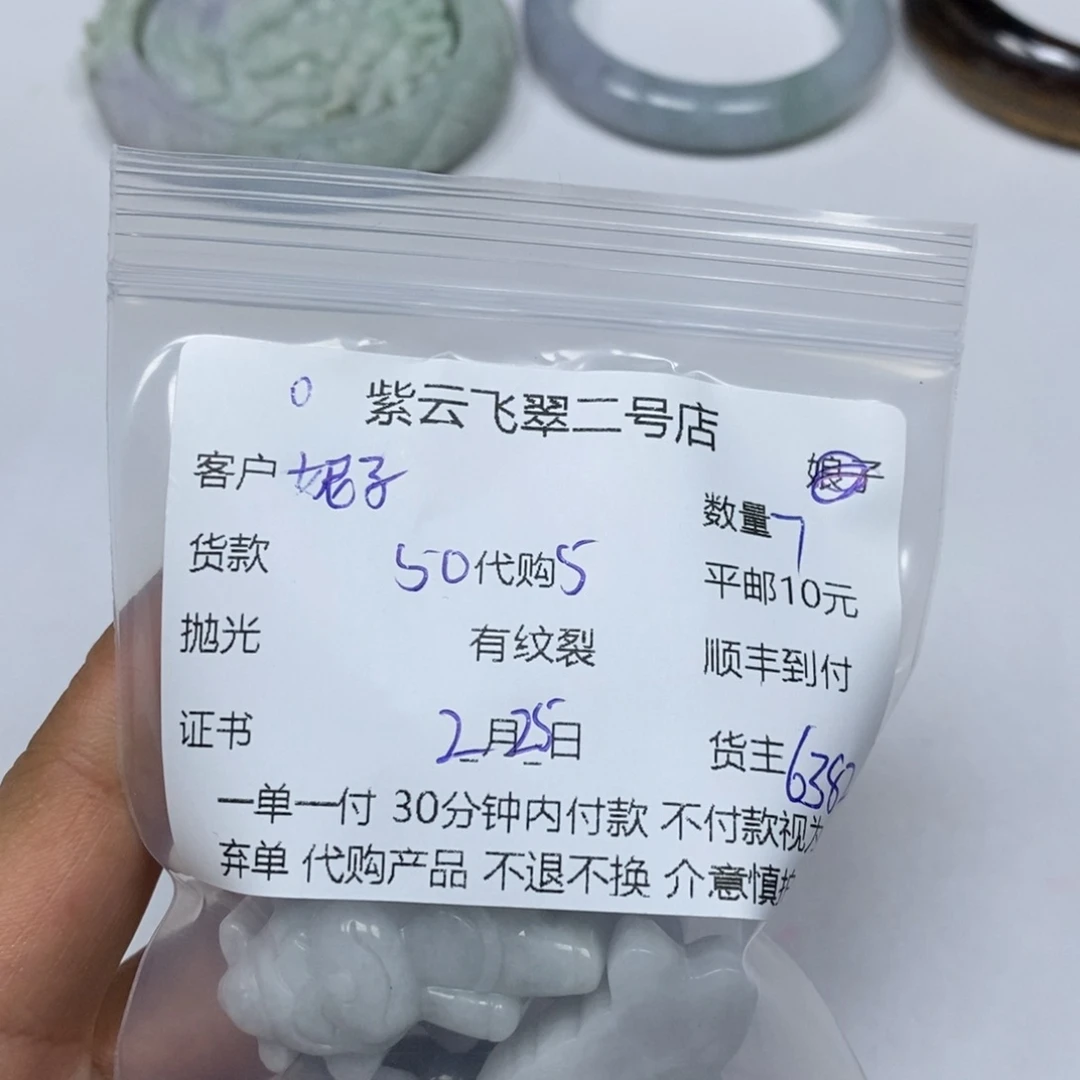 0 紫云飞翠二号店
客户 妮子
娘子
数量 7
货款 50 代购 5
平邮10元
抛光 有纹裂 顺丰到付
证书 2月25日 货主 638
一单一付 30分钟内付款 不付款视为
弃单 代购产品 不退不换 介意慎